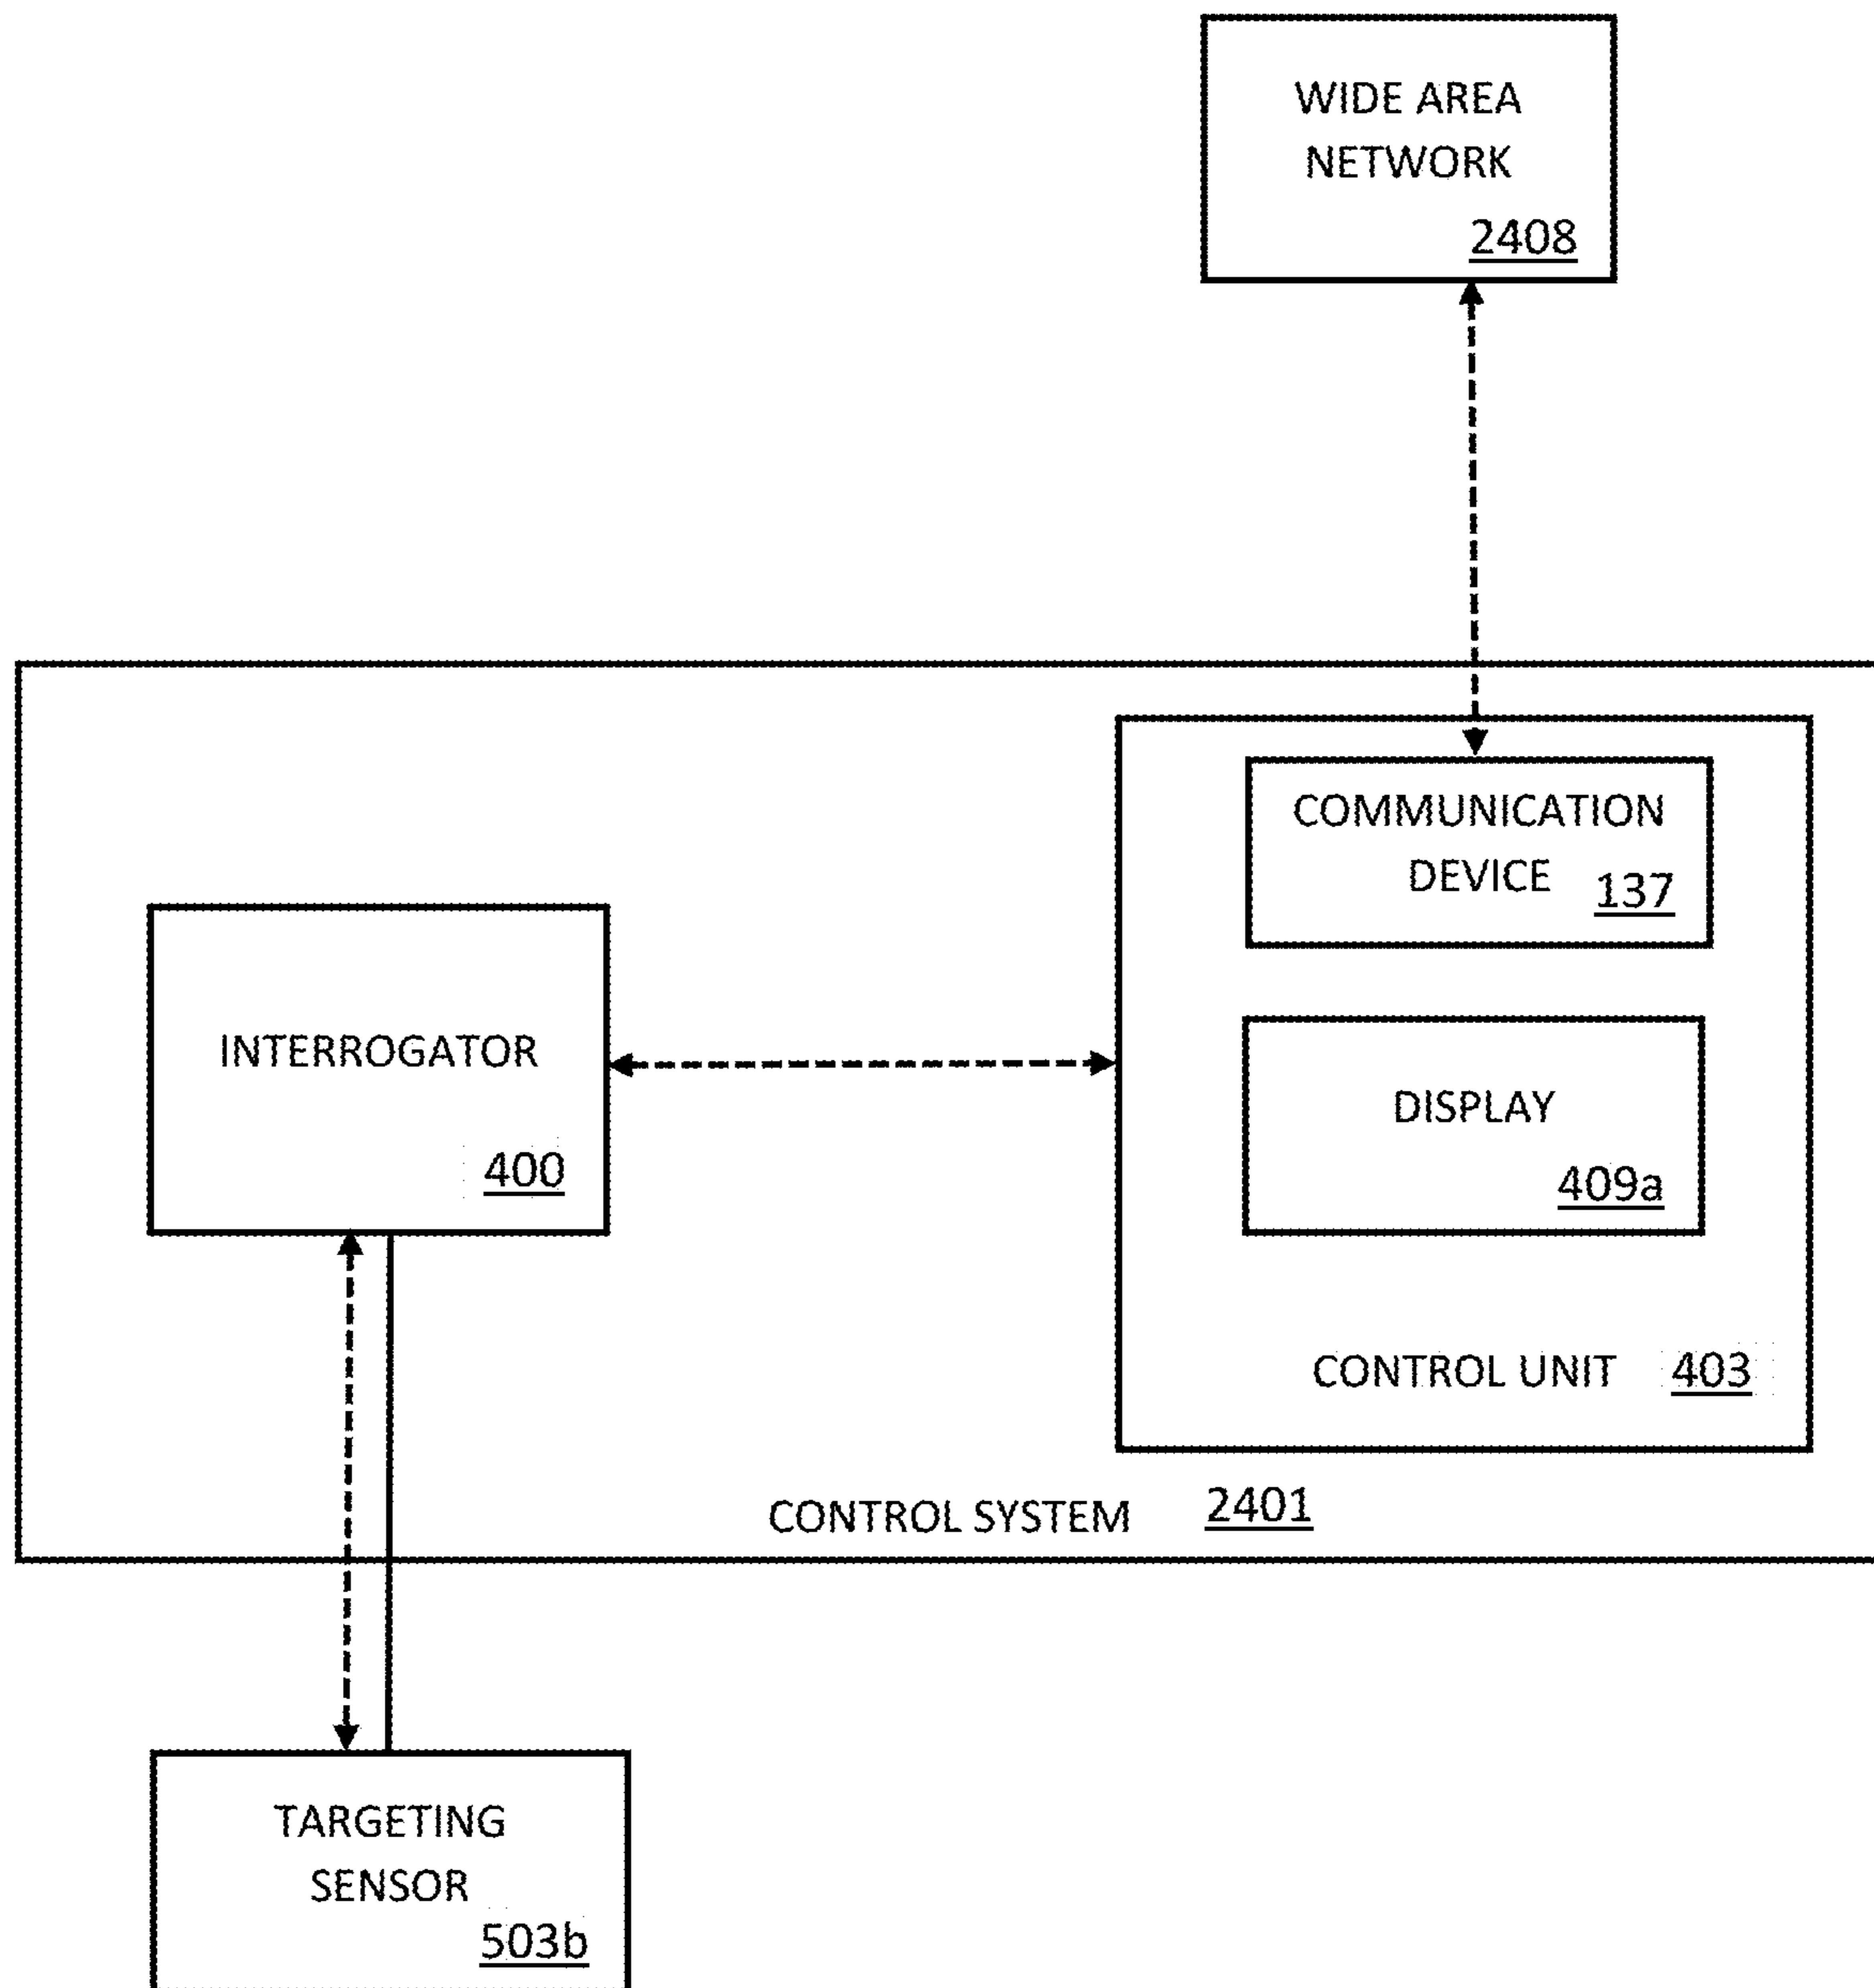 WIDE AREA
NETWORK
2408
COMMUNICATION
DEVICE 137
INTERROGATOR
400
DISPLAY
409a
CONTROL UNIT 403
CONTROL SYSTEM 2401
TARGETING
SENSOR
503b